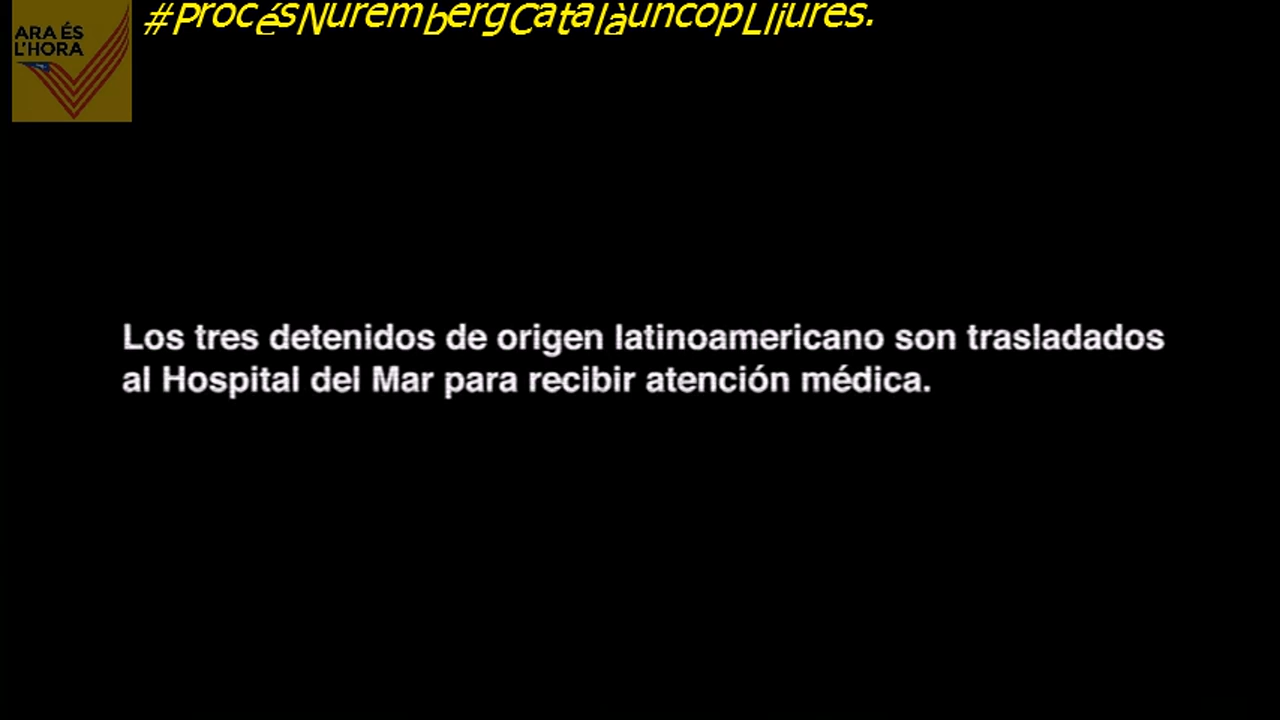 ARA ÉS
L'HORA
#ProcésNurembergCatalàuncopLliures.
Los tres detenidos de origen latinoamericano son trasladados
al Hospital del Mar para recibir atención médica.